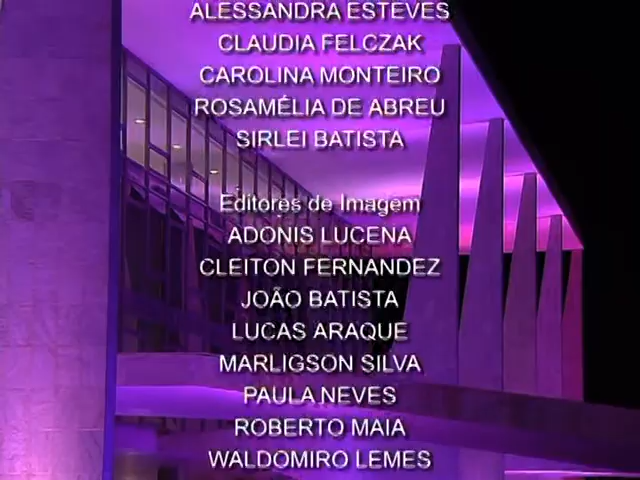 ALESSANDRA ESTEVES
CLAUDIA FELCZAK
CAROLINA MONTEIRO
ROSAMÉLIA DE ABREU
SIRLEI BATISTA
Editores de Imagem
ADONIS LUCENA
CLEITON FERNANDEZ
JOÃO BATISTA
LUCAS ARAQUE
MARLIGSON SILVA
PAULA NEVES
ROBERTO MAIA
WALDOMIRO LEMES